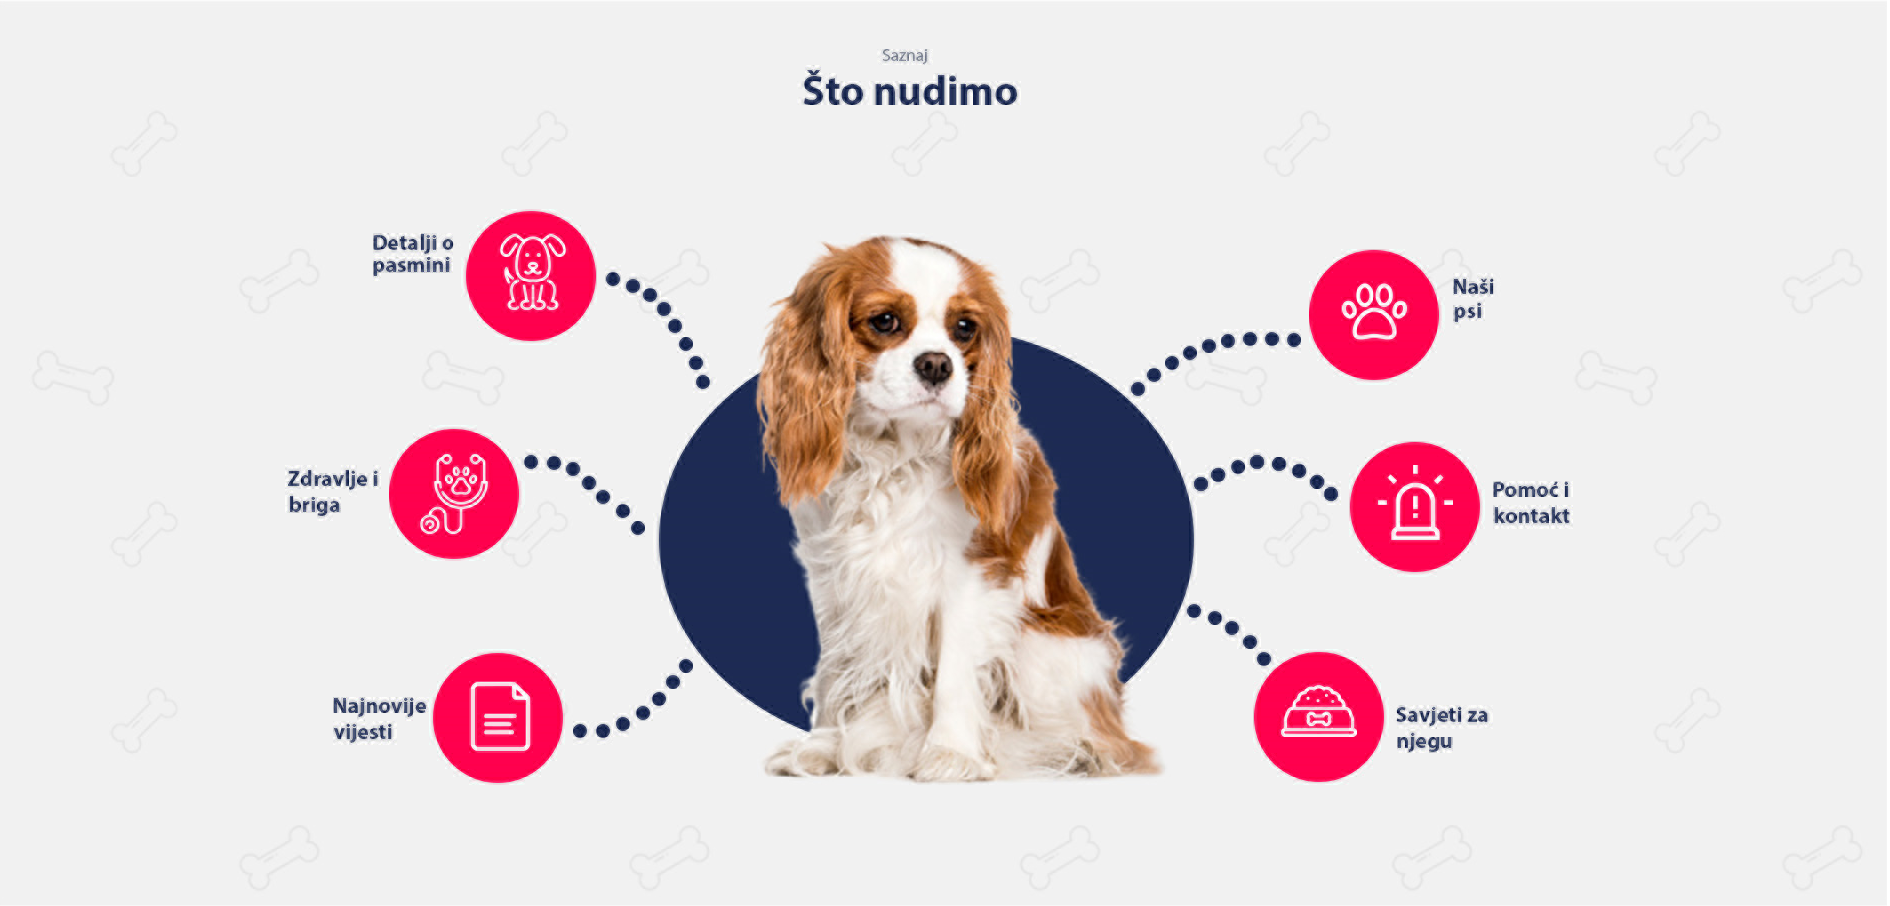 Saznaj
Što nudimo
Detalji o
pasmini
Zdravlje i
briga
Najnovije
vijesti
Naši
psi
Pomoć i
kontakt
Savjeti za
njegu